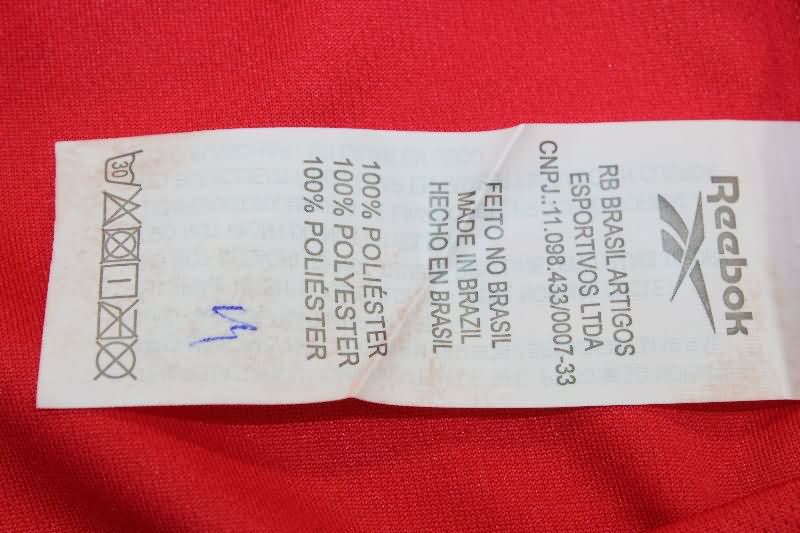 Reebok
RB BRASIL ARTIGOS
ESPORTIVOS LTDA
CNPJ.:11.098.433/0007-33
FEITO NO BRASIL
MADE IN BRAZIL
HECHO EN BRASIL
100% POLIÉSTER
100% POLYESTER
100% POLIÉSTER
30